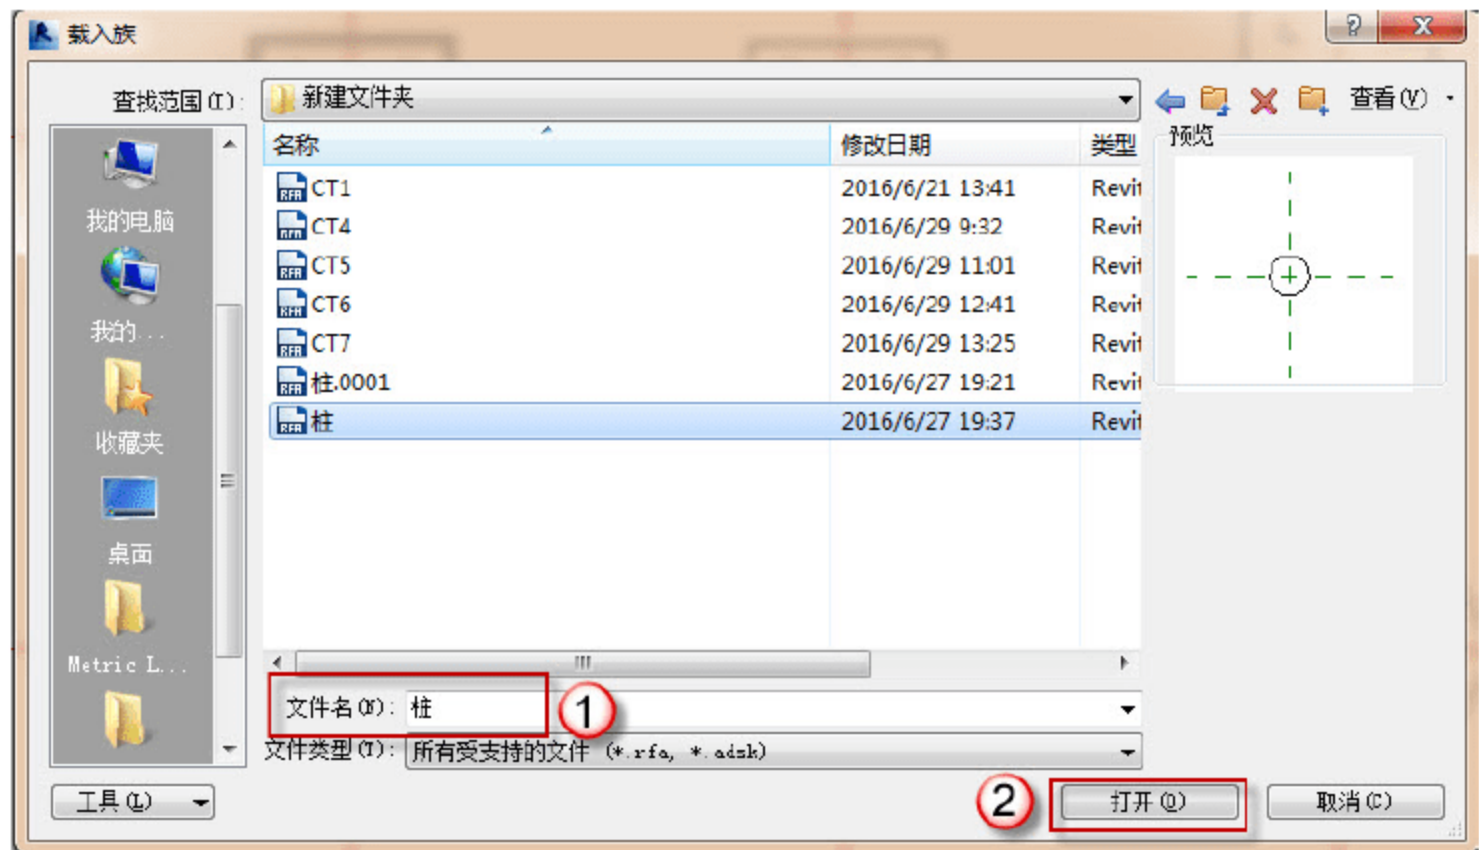 载入族
查找范围(I): 新建文件夹 查看(V)
名称 修改日期 类型 预览
CT1 2016/6/21 13:41 Revit
CT4 2016/6/29 9:32 Revit
CT5 2016/6/29 11:01 Revit
CT6 2016/6/29 12:41 Revit
CT7 2016/6/29 13:25 Revit
桩.0001 2016/6/27 19:21 Revit
桩 2016/6/27 19:37 Revit
我的电脑
我的...
收藏夹
桌面
Metric L...
文件名(N): 桩 1
文件类型(T): 所有受支持的文件 (*.rfa, *.adsk)
工具(L) 2 打开(O) 取消(C)